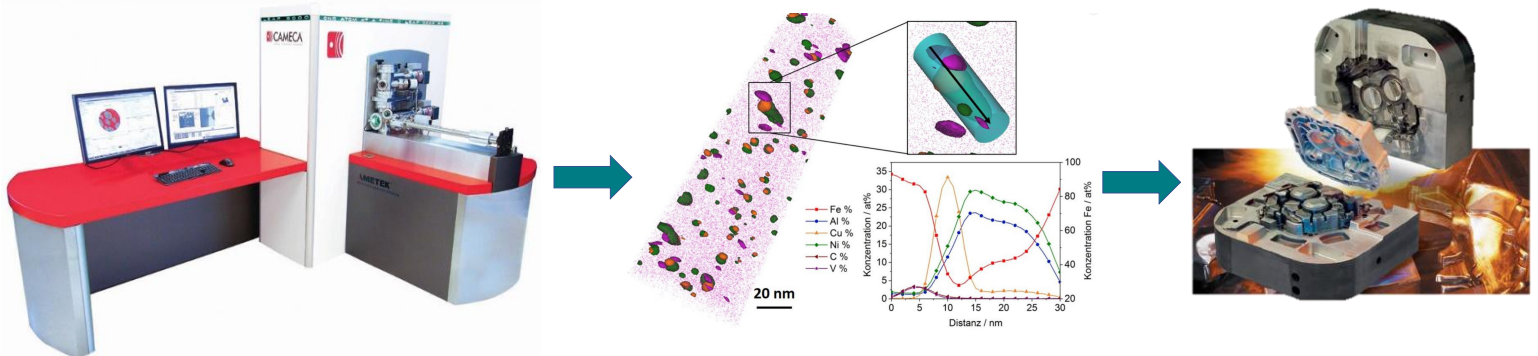 CAMECA
AMETEK
20 nm
Fe %
Al %
Cu %
Ni %
C %
V %
Konzentration / at%
35
30
25
20
15
10
5
0
Konzentration Fe / at%
100
80
60
40
20
0
5
10
15
20
25
30
Distanz / nm